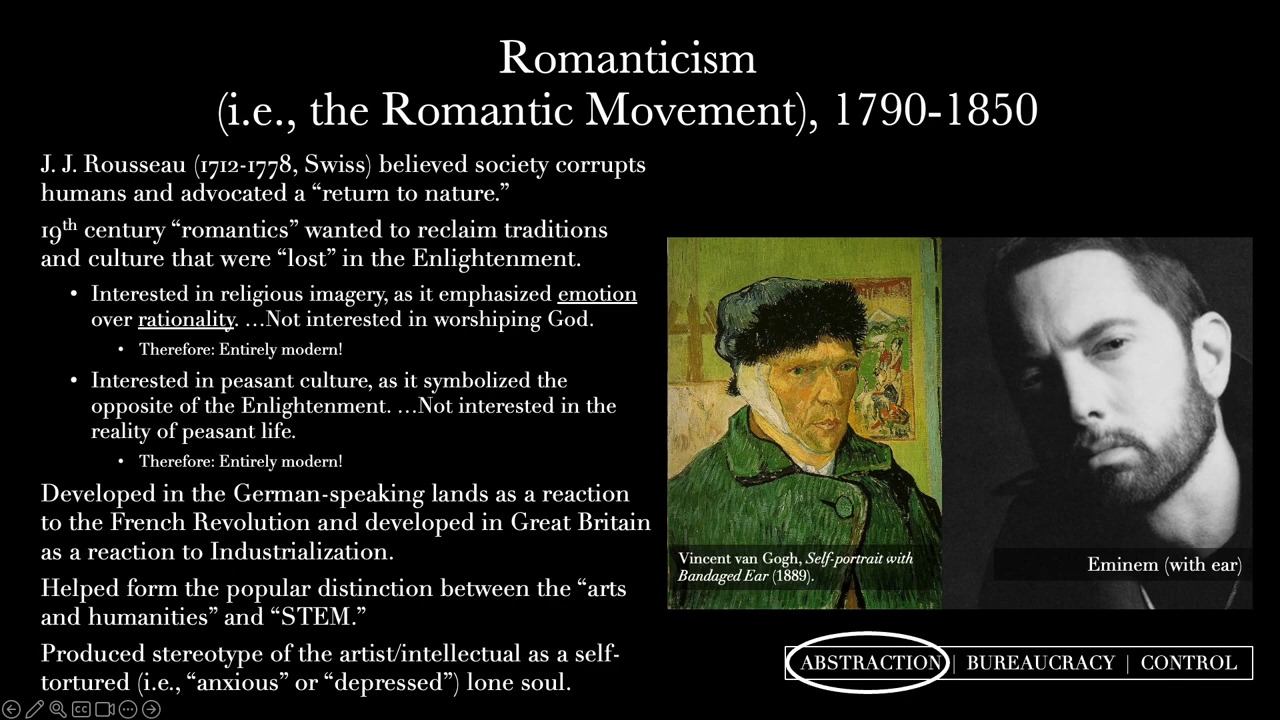 Romanticism
(i.e., the Romantic Movement), 1790-1850
J. J. Rousseau (1712-1778, Swiss) believed society corrupts
humans and advocated a “return to nature.”
19th century “romantics” wanted to reclaim traditions
and culture that were “lost” in the Enlightenment.
• Interested in religious imagery, as it emphasized emotion
over rationality. …Not interested in worshiping God.
• Therefore: Entirely modern!
• Interested in peasant culture, as it symbolized the
opposite of the Enlightenment. …Not interested in the
reality of peasant life.
• Therefore: Entirely modern!
Developed in the German-speaking lands as a reaction
to the French Revolution and developed in Great Britain
as a reaction to Industrialization.
Helped form the popular distinction between the “arts
and humanities” and “STEM.”
Produced stereotype of the artist/intellectual as a self-
tortured (i.e., “anxious” or “depressed”) lone soul.
Vincent van Gogh, Self-portrait with
Bandaged Ear (1889).
Eminem (with ear)
ABSTRACTION | BUREAUCRACY | CONTROL
CC